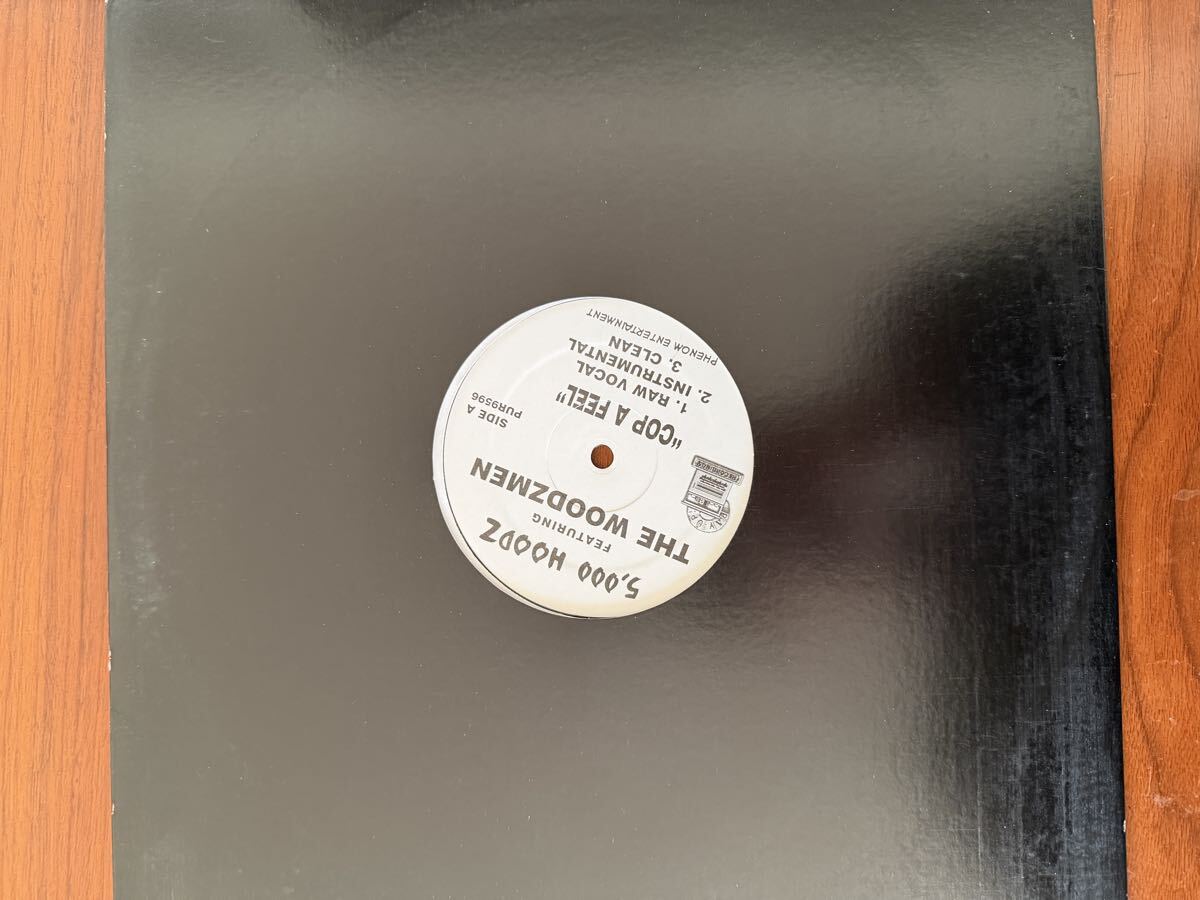 5,000 HOODZ
FEATURING
THE WOODZMEN
"COP A FEEL"
SIDE A
PUR9596
1. RAW VOCAL
2. INSTRUMENTAL
3. CLEAN
PHENOM ENTERTAINMENT